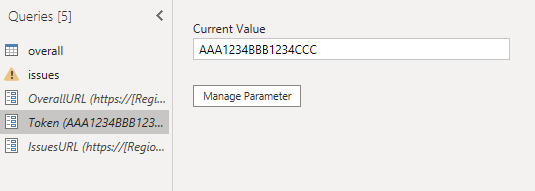 Queries [5]
overall
issues
OverallURL (https://[Regi...
Token (AAA1234BBB123...
IssuesURL (https://[Regio...
Current Value
AAA1234BBB1234CCC
Manage Parameter